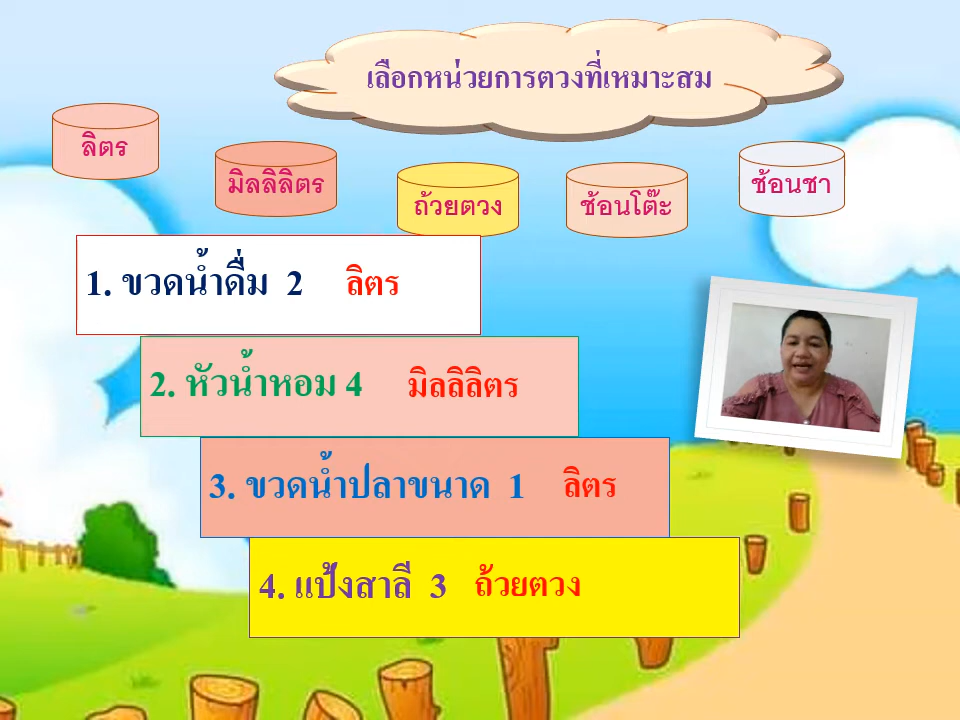 เลือกหน่วยการตวงที่เหมาะสม
ลิตร
มิลลิลิตร
ถ้วยตวง
ช้อนโต๊ะ
ช้อนชา
1. ขวดน้ำดื่ม 2 ลิตร
2. หัวน้ำหอม 4 มิลลิลิตร
3. ขวดน้ำปลาขนาด 1 ลิตร
4. แป้งสาลี 3 ถ้วยตวง